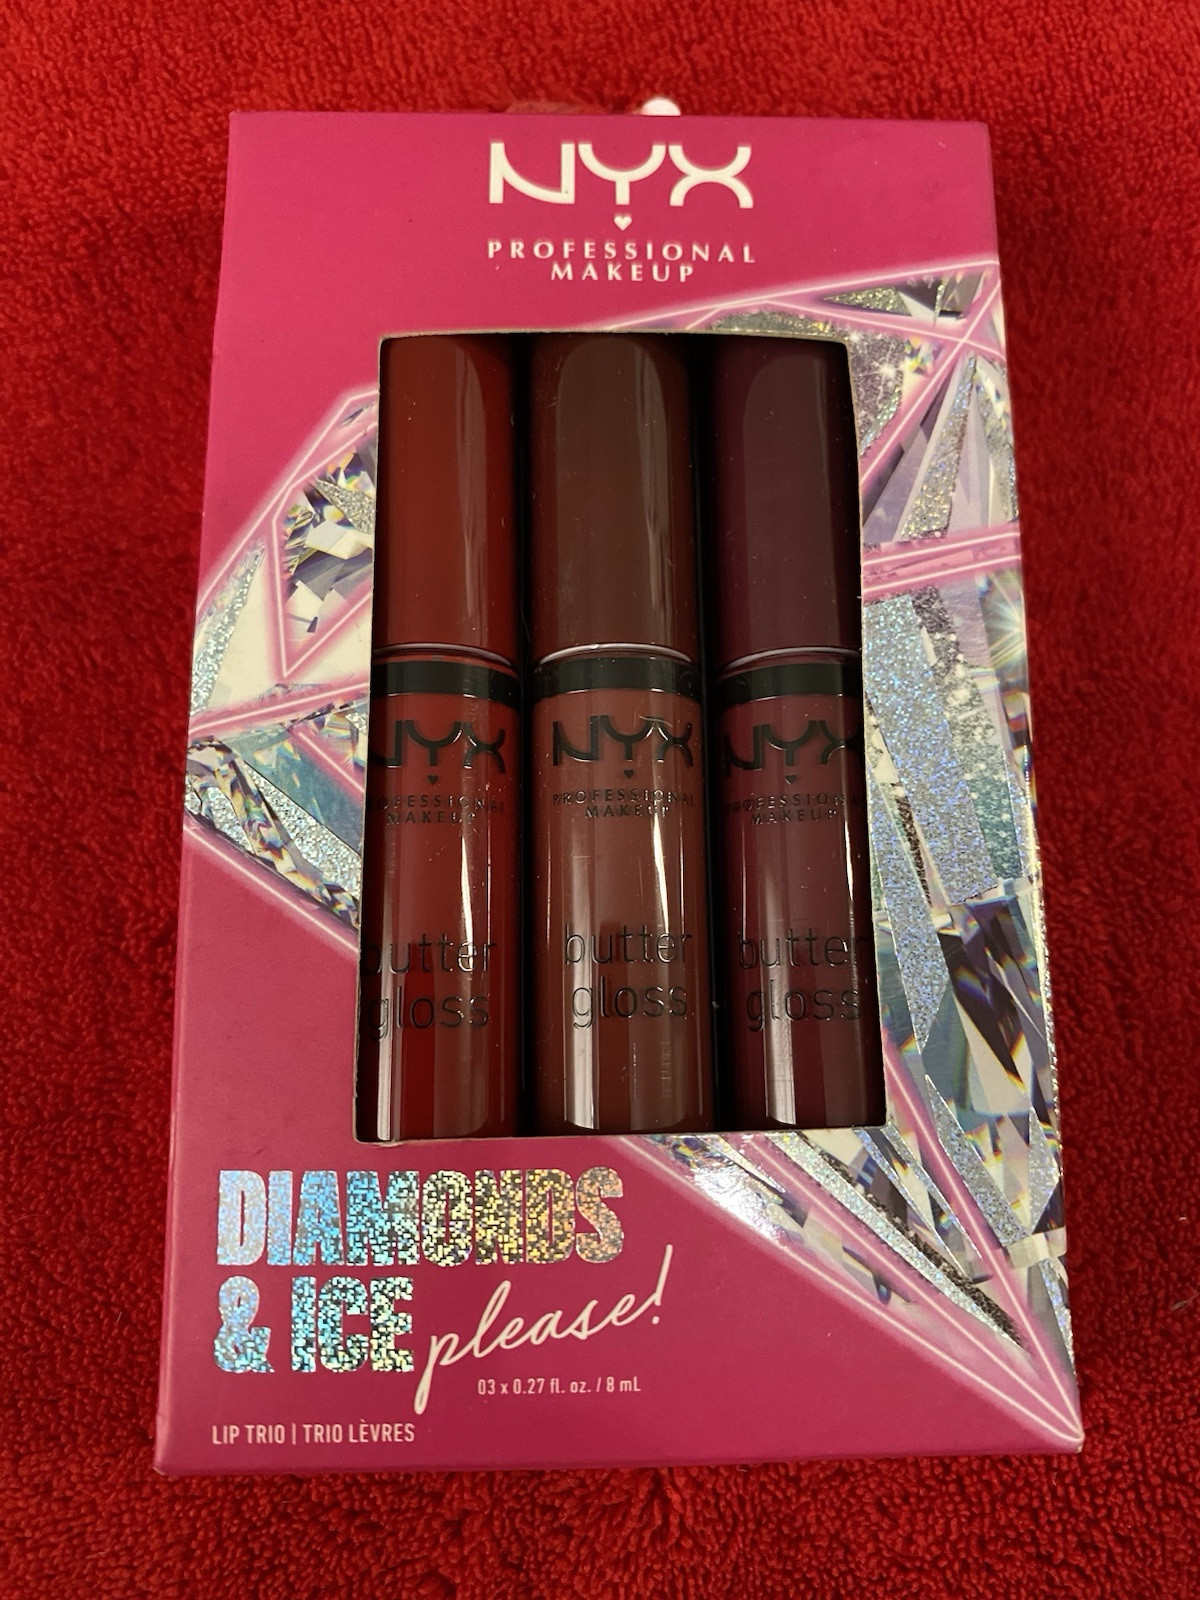 NYX
PROFESSIONAL
MAKEUP
NYX
PROFESSIONAL
MAKEUP
butter
gloss
NYX
PROFESSIONAL
MAKEUP
butter
gloss
NYX
PROFESSIONAL
MAKEUP
butter
gloss
DIAMONDS
& ICE please!
03 x 0.27 fl. oz. / 8 mL
LIP TRIO | TRIO LÈVRES